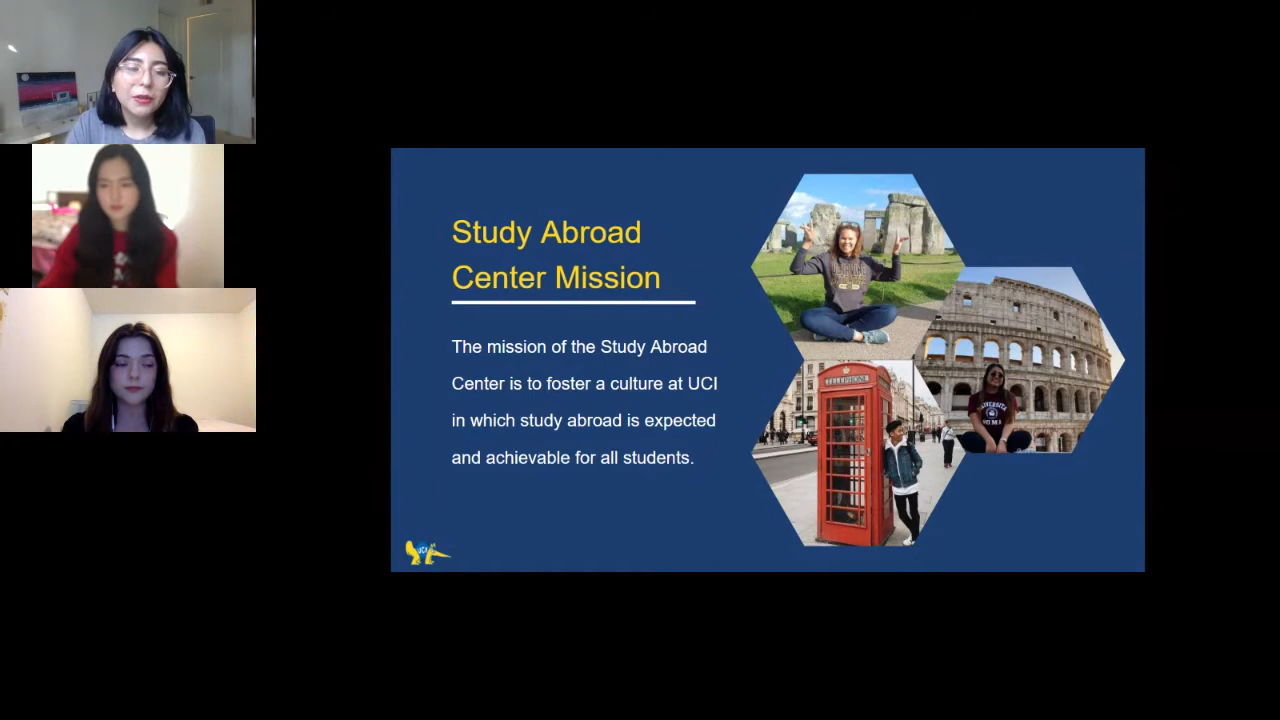 Study Abroad
Center Mission
The mission of the Study Abroad
Center is to foster a culture at UCI
in which study abroad is expected
and achievable for all students.
TELEPHONE
UCI